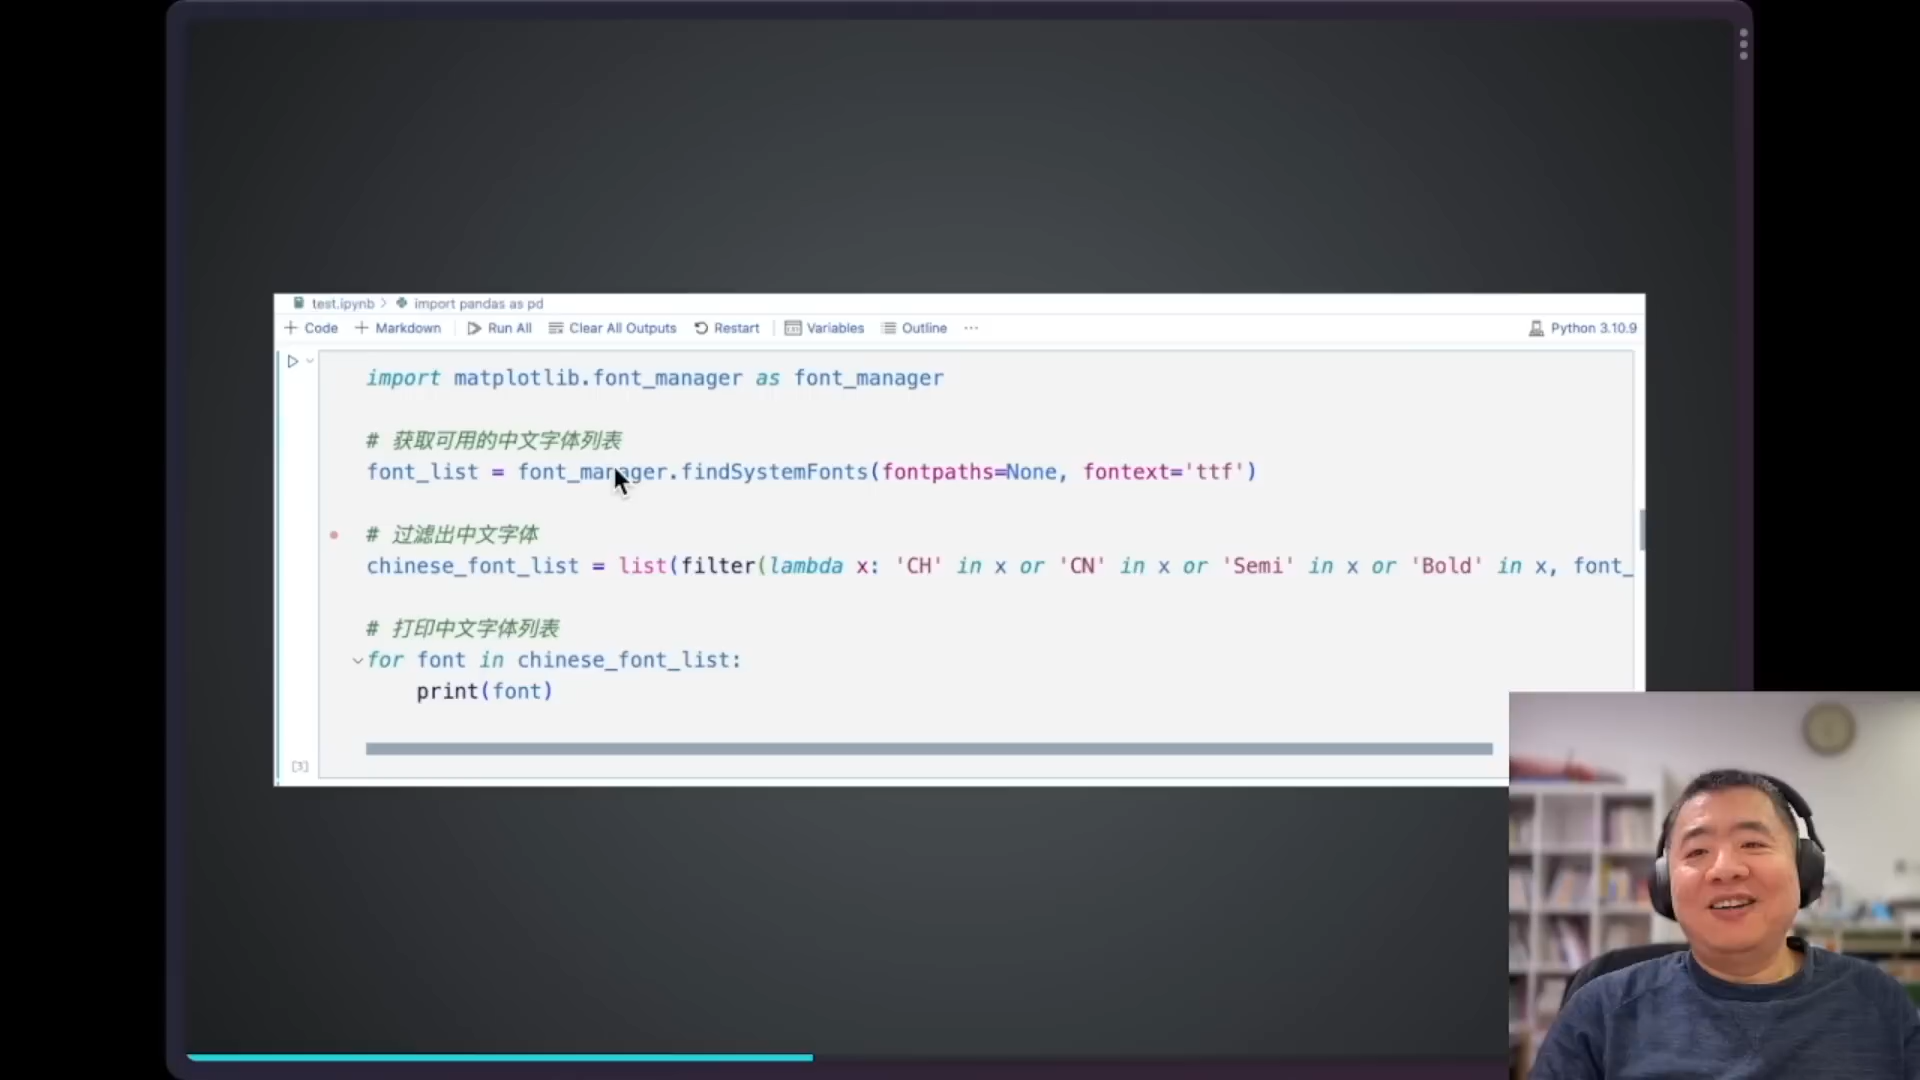 test.ipynb > import pandas as pd
+ Code + Markdown Run All Clear All Outputs Restart Variables Outline ··· Python 3.10.9
import matplotlib.font_manager as font_manager
# 获取可用的中文字体列表
font_list = font_manager.findSystemFonts(fontpaths=None, fontext='ttf')
# 过滤出中文字体
chinese_font_list = list(filter(lambda x: 'CH' in x or 'CN' in x or 'Semi' in x or 'Bold' in x, font_
# 打印中文字体列表
for font in chinese_font_list:
print(font)
[3]